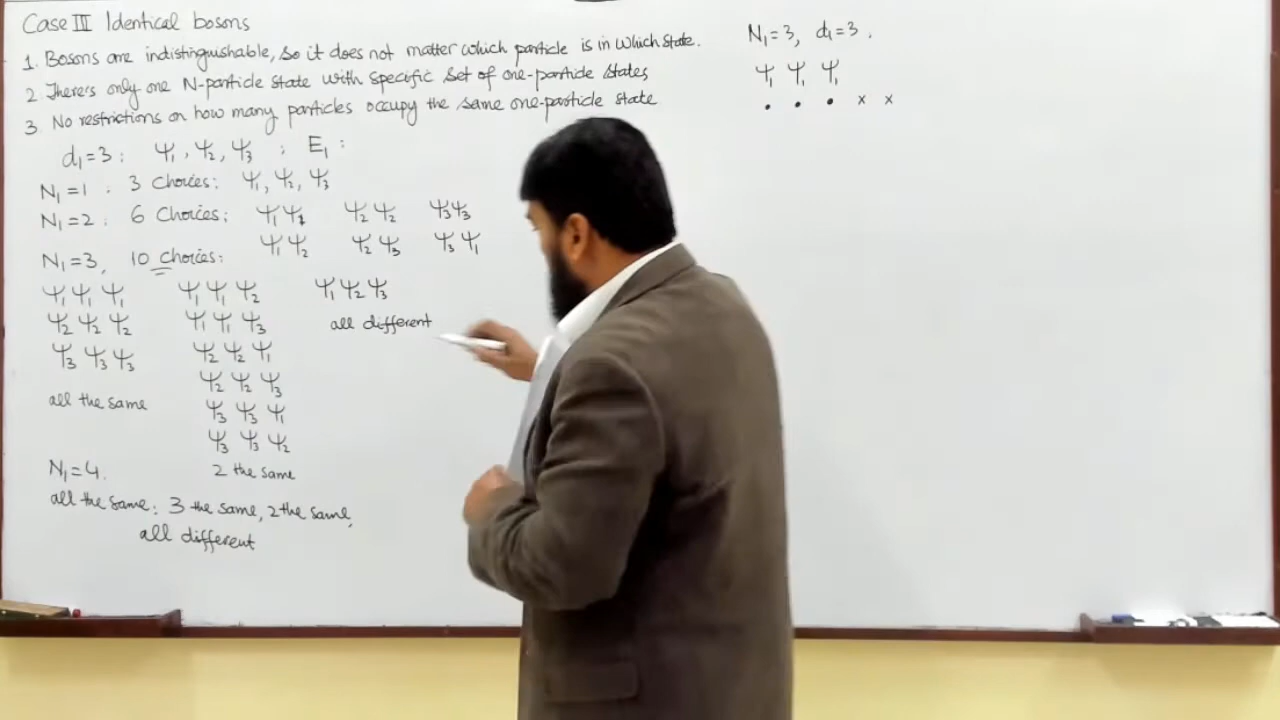 Case III Identical bosons
1. Bosons are indistinguishable, so it does not matter which particle is in which state.
2 There's only one N-particle state with specific set of one-particle states
3. No restrictions on how many particles occupy the same one-particle state
d₁=3 : Ψ₁, Ψ₂, Ψ₃ ; E₁ :
N₁=1 : 3 Choices: Ψ₁, Ψ₂, Ψ₃
N₁=2 : 6 Choices: Ψ₁Ψ₁ Ψ₂Ψ₂ Ψ₃Ψ₃
Ψ₁Ψ₂ Ψ₂Ψ₃ Ψ₃Ψ₁
N₁=3, 10 Choices:
Ψ₁Ψ₁Ψ₁ Ψ₁Ψ₁Ψ₂ Ψ₁Ψ₂Ψ₃
Ψ₂Ψ₂Ψ₂ Ψ₁Ψ₁Ψ₃ all different
Ψ₃Ψ₃Ψ₃ Ψ₂Ψ₂Ψ₁
Ψ₂Ψ₂Ψ₃
all the same Ψ₃Ψ₃Ψ₁
Ψ₃Ψ₃Ψ₂
N₁=4. 2 the same
all the same, 3 the same, 2 the same,
all different
N₁=3, d₁=3.
Ψ₁ Ψ₁ Ψ₁
• • • x x